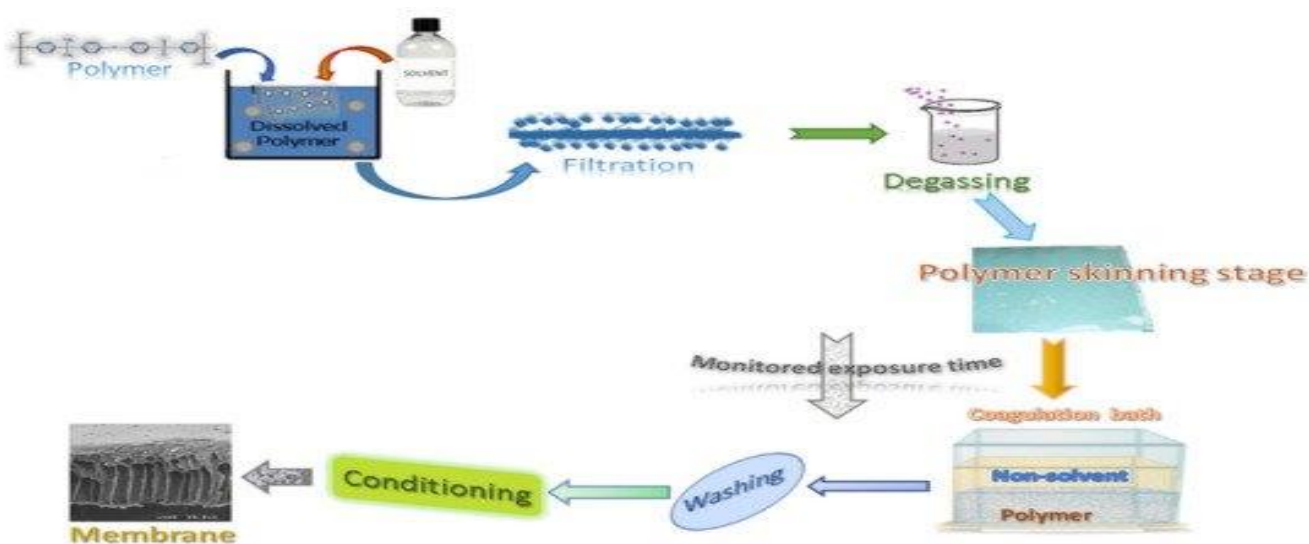 Polymer
SOLVENT
Dissolved
Polymer
Filtration
Degassing
Polymer skinning stage
Monitored exposure time
Coagulation bath
Non-solvent
Polymer
Washing
Conditioning
Membrane